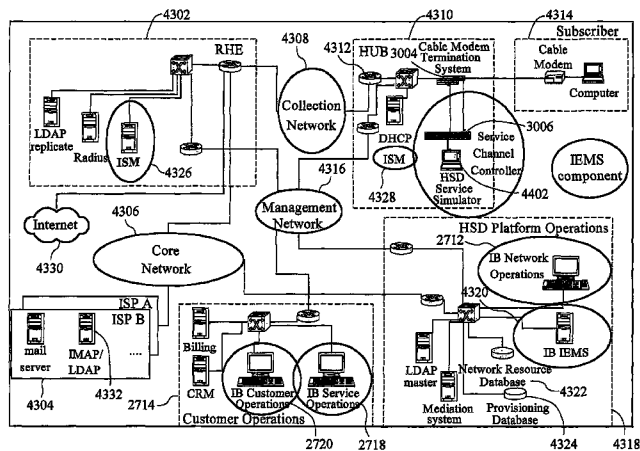 4302
4308
4310
4314
RHE
4312
HUB
3004
Cable Modem
Termination
System
Subscriber
Cable
Modem
Computer
LDAP
replicate
Radius
ISM
4326
Collection
Network
DHCP
ISM
4328
3006
Service
Channel
Controller
HSD
Service
Simulator
4402
IEMS
component
4316
Internet
4330
4306
Management
Network
Core
Network
HSD Platform Operations
2712
IB Network
Operations
4320
ISP A
ISP B
mail
server
IMAP/
LDAP
....
4304
4332
Billing
CRM
IB Customer
Operations
IB Service
Operations
2714
Customer Operations
2720
2718
IB IEMS
LDAP
master
Network Resource
Database
4322
Mediation
system
Provisioning
Database
4324
4318